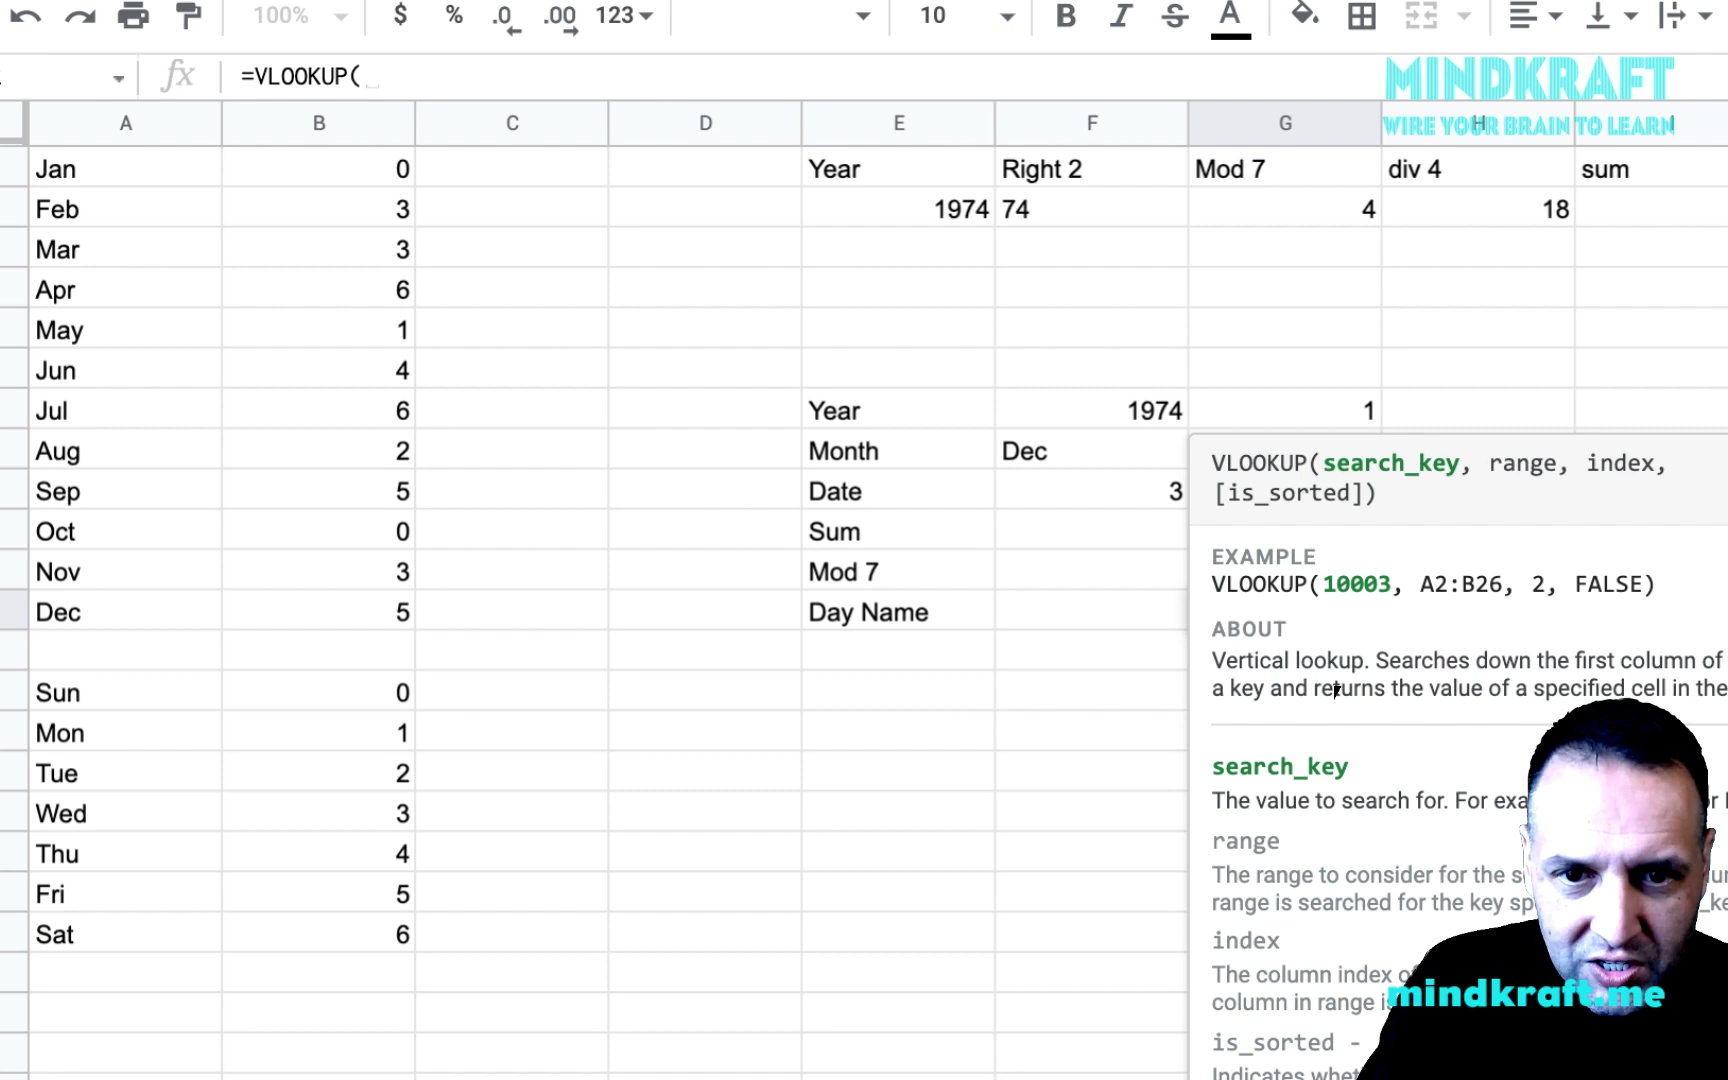 100% $ % .0 .00 123 10 B I S A
fx =VLOOKUP(
MINDKRAFT
WIRE YOUR BRAIN TO LEARN
A B C D E F G H I
Jan 0 Year Right 2 Mod 7 div 4 sum
Feb 3 1974 74 4 18
Mar 3
Apr 6
May 1
Jun 4
Jul 6 Year 1974 1
Aug 2 Month Dec
Sep 5 Date 3
Oct 0 Sum
Nov 3 Mod 7
Dec 5 Day Name
Sun 0
Mon 1
Tue 2
Wed 3
Thu 4
Fri 5
Sat 6
VLOOKUP(search_key, range, index,
[is_sorted])
EXAMPLE
VLOOKUP(10003, A2:B26, 2, FALSE)
ABOUT
Vertical lookup. Searches down the first column of
a key and returns the value of a specified cell in the
search_key
The value to search for. For
range
The range to consider for the
range is searched for the key
index
The column index
column in range
is_sorted -
Indicates
mindkraft.me